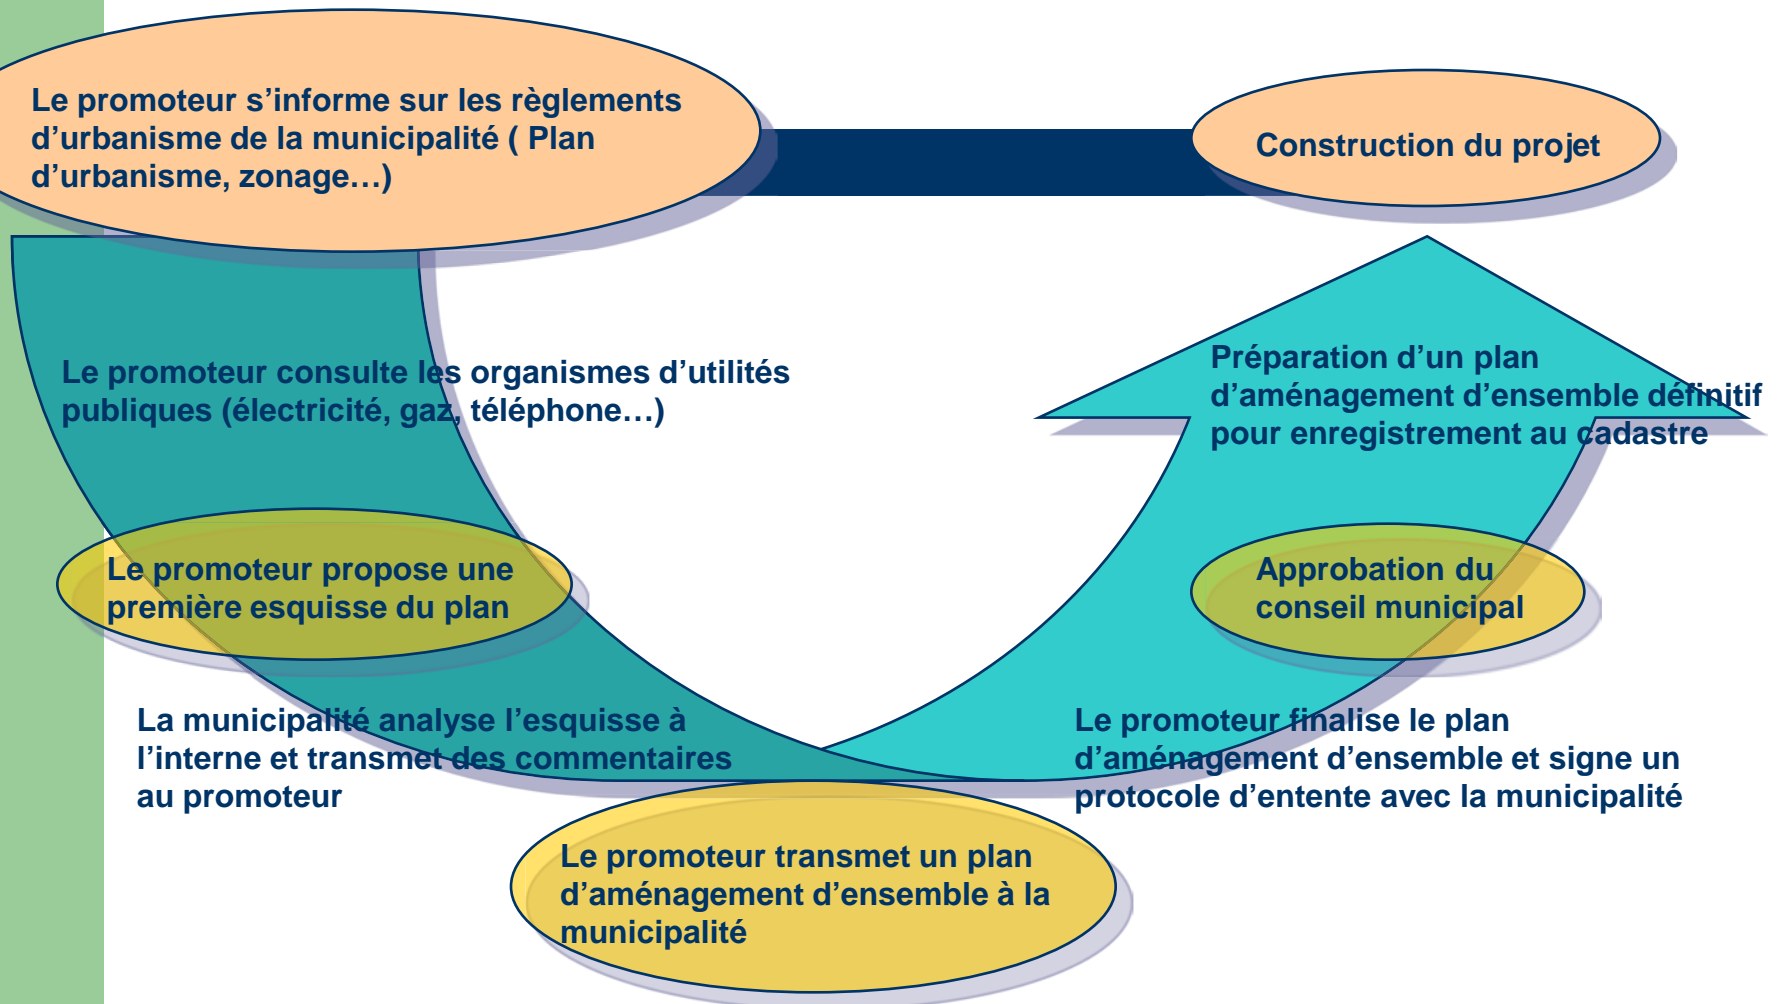 Le promoteur s’informe sur les règlements
d’urbanisme de la municipalité ( Plan
d’urbanisme, zonage…)
Construction du projet
Le promoteur consulte les organismes d’utilités
publiques (électricité, gaz, téléphone…)
Préparation d’un plan
d’aménagement d’ensemble définitif
pour enregistrement au cadastre
Le promoteur propose une
première esquisse du plan
Approbation du
conseil municipal
La municipalité analyse l’esquisse à
l’interne et transmet des commentaires
au promoteur
Le promoteur finalise le plan
d’aménagement d’ensemble et signe un
protocole d’entente avec la municipalité
Le promoteur transmet un plan
d’aménagement d’ensemble à la
municipalité